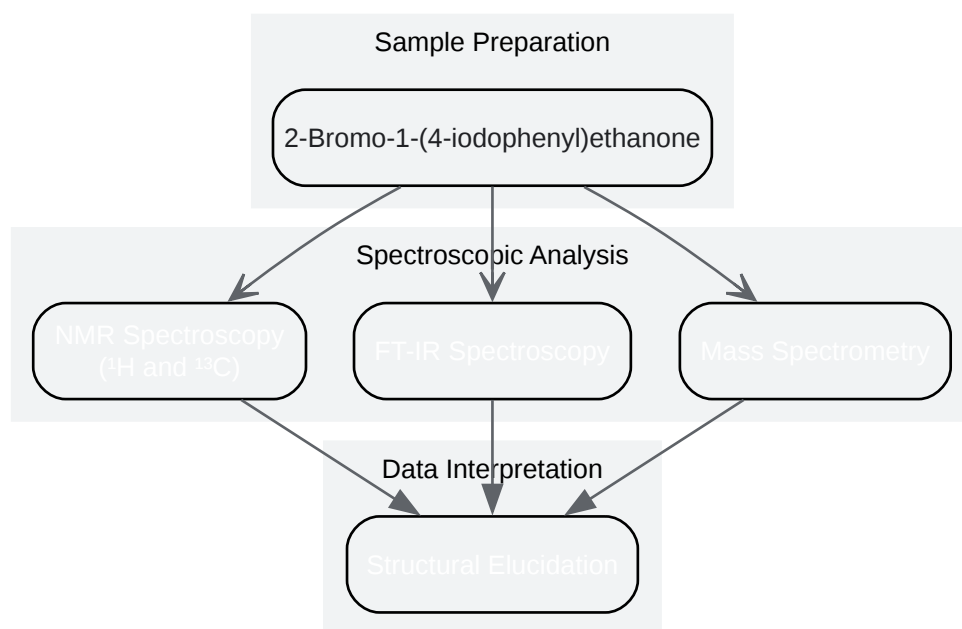 Sample Preparation
2-Bromo-1-(4-iodophenyl)ethanone
Spectroscopic Analysis
NMR Spectroscopy
(¹H and ¹³C)
FT-IR Spectroscopy
Mass Spectrometry
Data Interpretation
Structural Elucidation